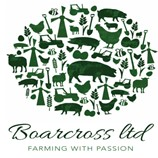 Boarcross ltd
FARMING WITH PASSION